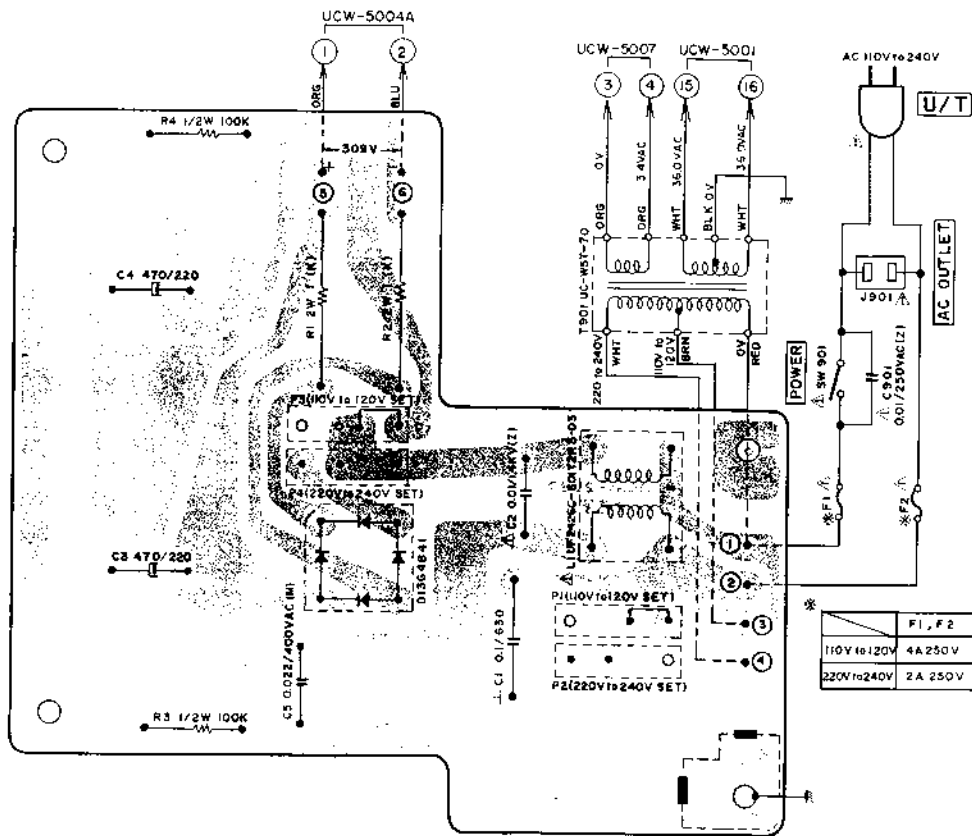 UCW-5004A
1
2
ORG
BLU
309V
+
5
6
R4 1/2W 100K
C4 470/220
R1 2W 1 (K)
R2 2W 1 (K)
P3(110V to 120V SET)
P4(220V to 240V SET)
C3 470/220
D1 3G4B41
C5 0.022/400VAC (M)
R3 1/2W 100K
C2 0.01/1.4KV(Z)
C1 0.1/630
P1(110V to 120V SET)
P2(220V to 240V SET)
1
2
3
4
UCW-5007
UCW-5001
3
4
15
16
0V
3.4VAC
36.0VAC
36.0VAC
ORG
ORG
WHT
BLK 0V
WHT
T901 UC-W5Y-70
220 to 240V
WHT
110V to
120V
BRN
0V
RED
AC 110V to 240V
U/T
J901
AC OUTLET
POWER
SW 901
C901
0.01/250VAC(Z)
※F1
※F2
※
F1, F2
110V to 120V 4A 250V
220V to 240V 2A 250V